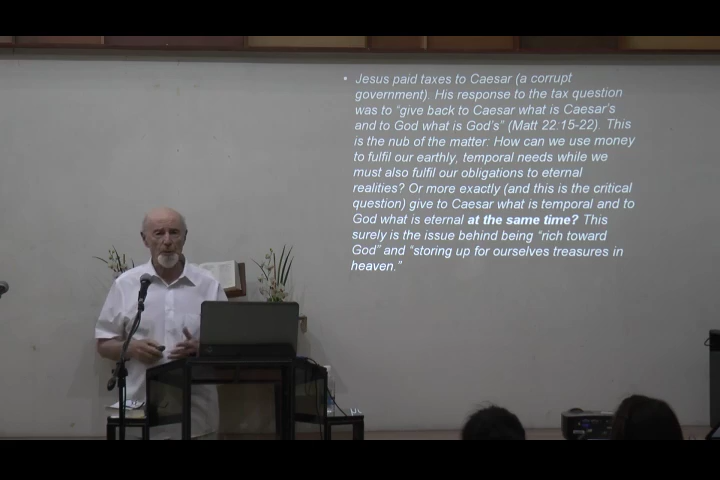 • Jesus paid taxes to Caesar (a corrupt
government). His response to the tax question
was to “give back to Caesar what is Caesar’s
and to God what is God’s” (Matt 22:15-22). This
is the nub of the matter: How can we use money
to fulfil our earthly, temporal needs while we
must also fulfil our obligations to eternal
realities? Or more exactly (and this is the critical
question) give to Caesar what is temporal and to
God what is eternal at the same time? This
surely is the issue behind being “rich toward
God” and “storing up for ourselves treasures in
heaven.”